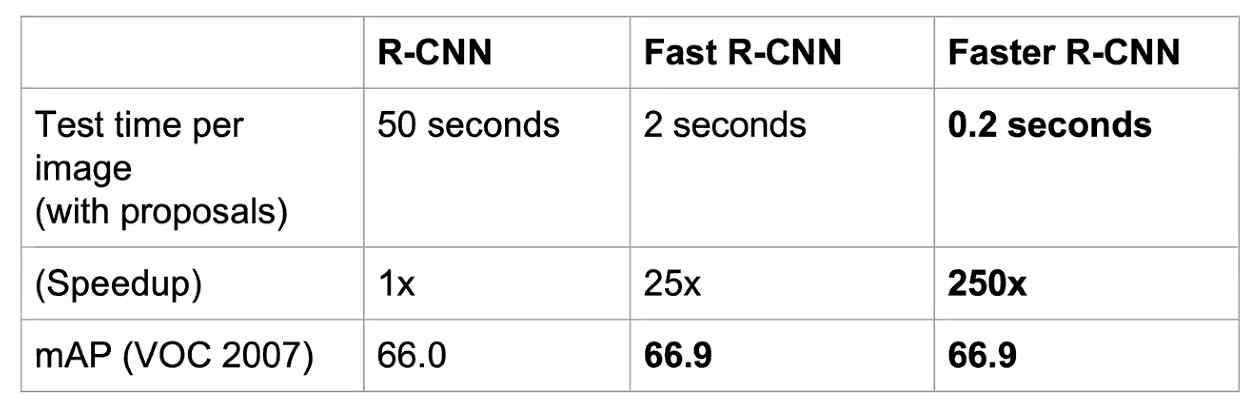 R-CNN Fast R-CNN Faster R-CNN
Test time per 50 seconds 2 seconds 0.2 seconds
image
(with proposals)
(Speedup) 1x 25x 250x
mAP (VOC 2007) 66.0 66.9 66.9